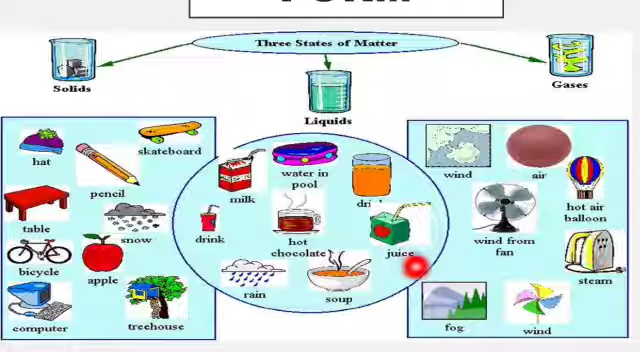 Three States of Matter
Solids
Liquids
Gases
hat
skateboard
pencil
table
snow
bicycle
apple
computer
treehouse
milk
water in
pool
drink
hot
chocolate
juice
rain
soup
wind
air
hot air
balloon
wind from
fan
steam
fog
wind